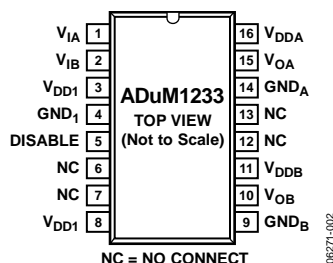 V_IA 1 16 V_DDA
V_IB 2 15 V_OA
V_DD1 3 ADuM1233 14 GND_A
GND_1 4 TOP VIEW 13 NC
DISABLE 5 (Not to Scale) 12 NC
NC 6 11 V_DDB
NC 7 10 V_OB
V_DD1 8 9 GND_B
NC = NO CONNECT
06271-002